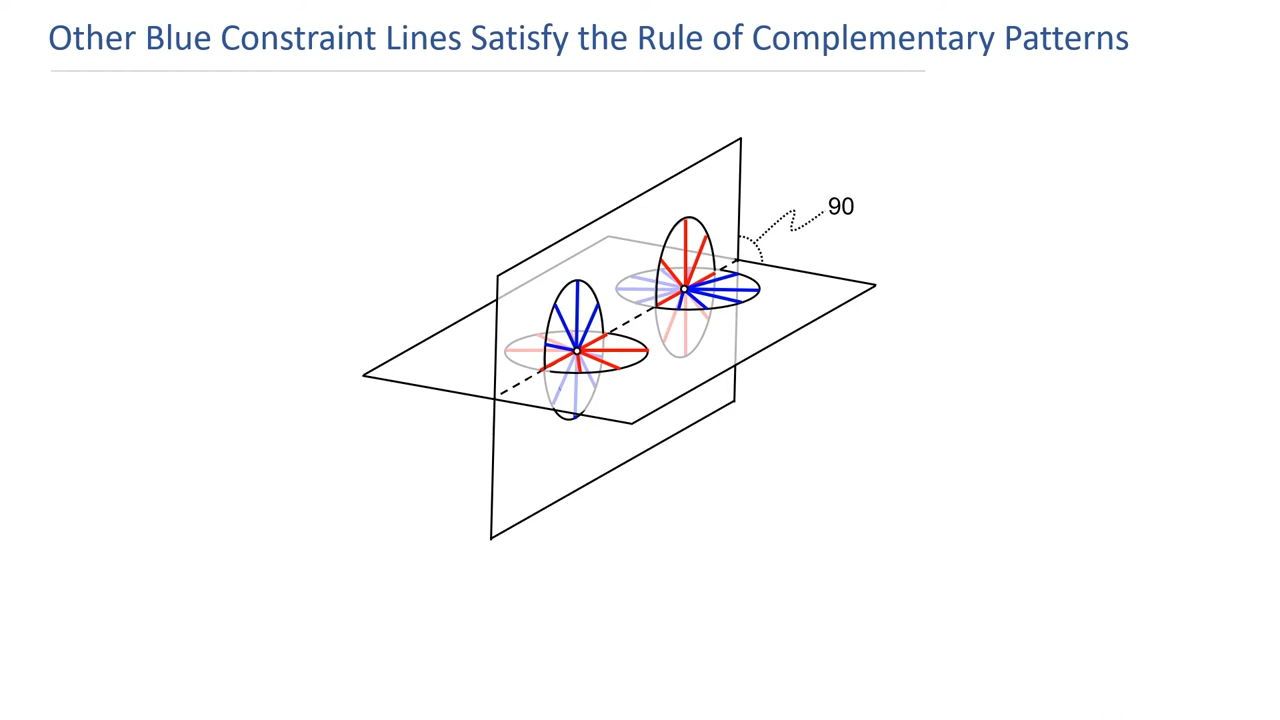 Other Blue Constraint Lines Satisfy the Rule of Complementary Patterns
90